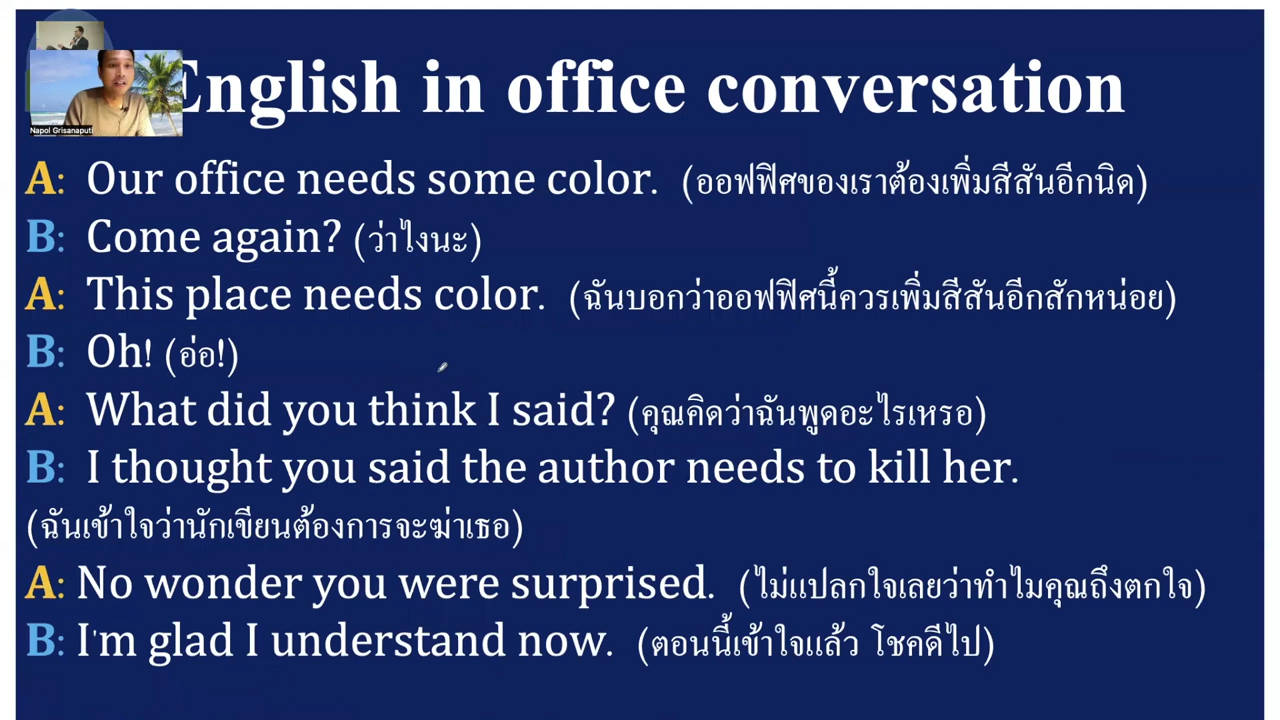 English in office conversation
Napol Grisanaputi
A: Our office needs some color. (ออฟฟิศของเราต้องเพิ่มสีสันอีกนิด)
B: Come again? (ว่าไงนะ)
A: This place needs color. (ฉันบอกว่าออฟฟิศนี้ควรเพิ่มสีสันอีกสักหน่อย)
B: Oh! (อ่อ!)
A: What did you think I said? (คุณคิดว่าฉันพูดอะไรเหรอ)
B: I thought you said the author needs to kill her.
(ฉันเข้าใจว่านักเขียนต้องการจะฆ่าเธอ)
A: No wonder you were surprised. (ไม่แปลกใจเลยว่าทำไมคุณถึงตกใจ)
B: I'm glad I understand now. (ตอนนี้เข้าใจแล้ว โชคดีไป)